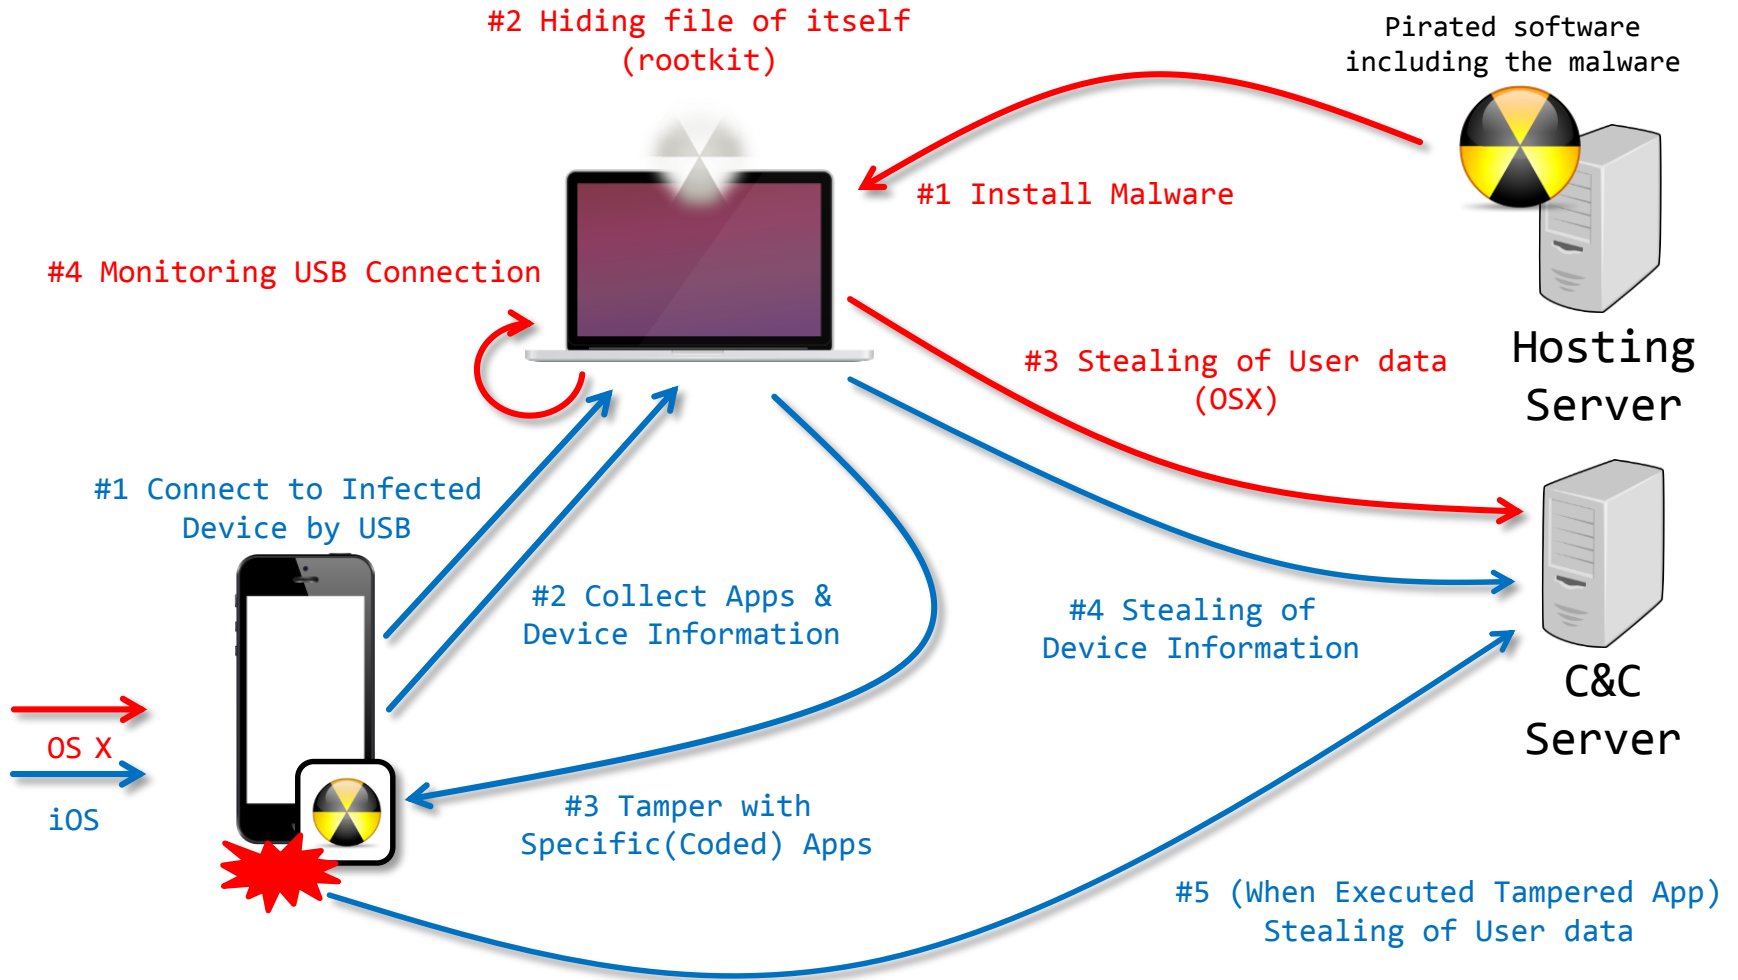 #2 Hiding file of itself
(rootkit)
Pirated software
including the malware
#1 Install Malware
#4 Monitoring USB Connection
Hosting
Server
#3 Stealing of User data
(OSX)
#1 Connect to Infected
Device by USB
#2 Collect Apps &
Device Information
#4 Stealing of
Device Information
C&C
Server
OS X
iOS
#3 Tamper with
Specific(Coded) Apps
#5 (When Executed Tampered App)
Stealing of User data